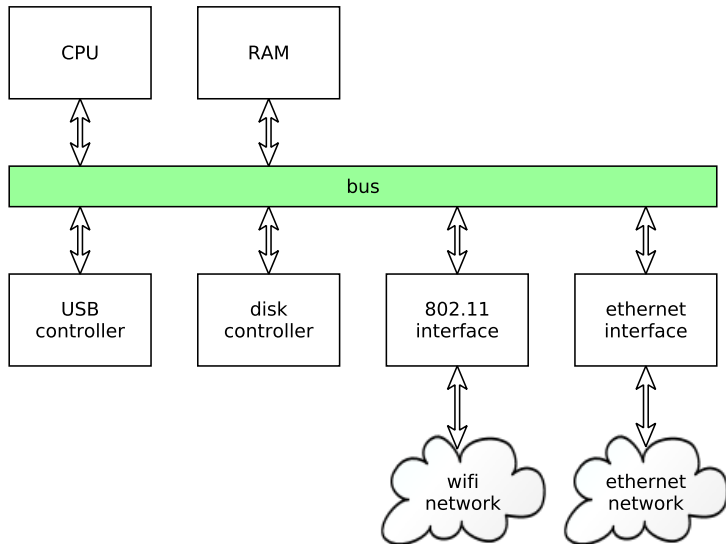 CPU
RAM
bus
USB
controller
disk
controller
802.11
interface
ethernet
interface
wifi
network
ethernet
network